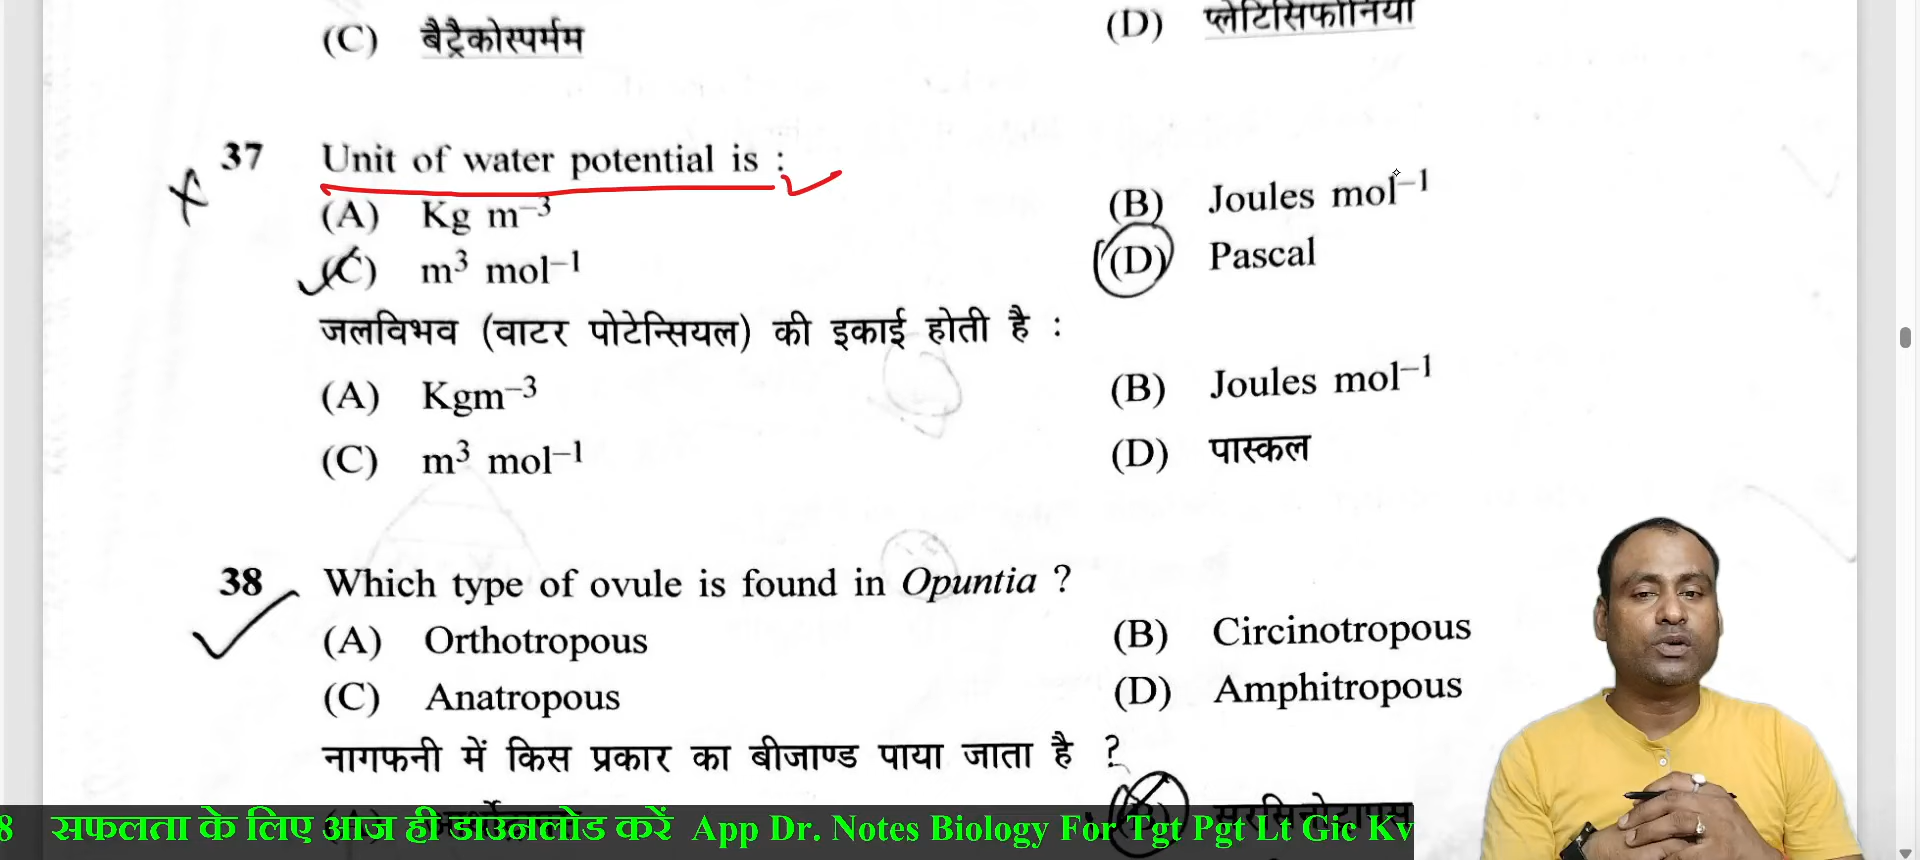 (C) बैट्रैकोस्पर्मम (D) प्लेटिसिफोनिया
37 Unit of water potential is :
(A) Kg m⁻³ (B) Joules mol⁻¹
(C) m³ mol⁻¹ (D) Pascal
जलविभव (वाटर पोटेन्सियल) की इकाई होती है :
(A) Kgm⁻³ (B) Joules mol⁻¹
(C) m³ mol⁻¹ (D) पास्कल
38 Which type of ovule is found in Opuntia ?
(A) Orthotropous (B) Circinotropous
(C) Anatropous (D) Amphitropous
नागफनी में किस प्रकार का बीजाण्ड पाया जाता है ?
8 सफलता के लिए आज ही डाउनलोड करें App Dr. Notes Biology For Tgt Pgt Lt Gic Kv